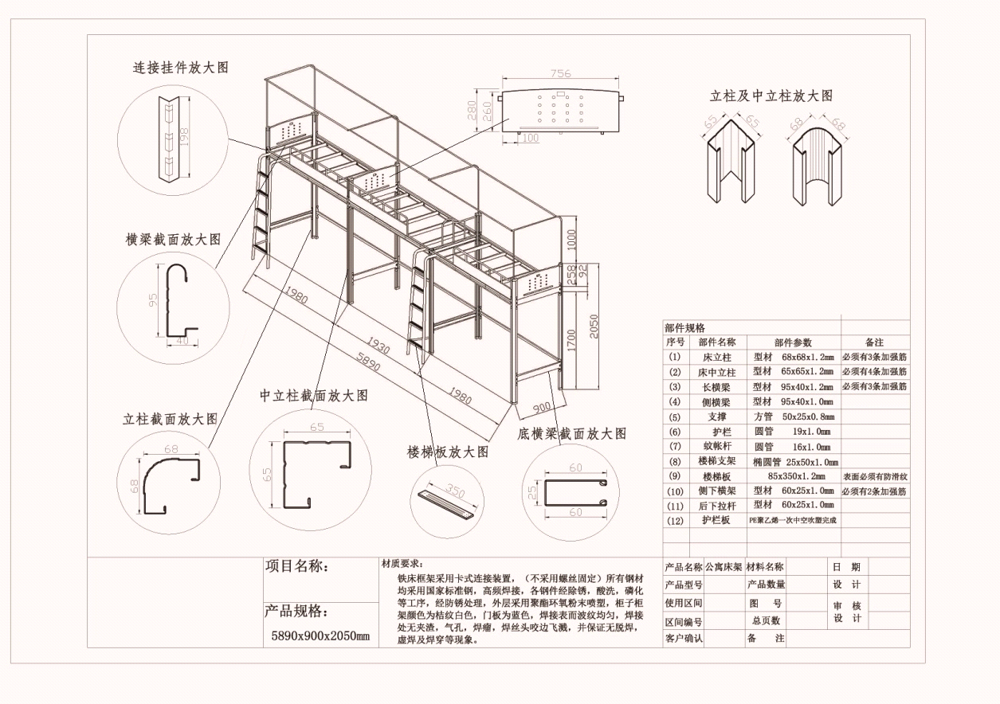 连接挂件放大图
198
756
280
260
100
立柱及中立柱放大图
65
65
68
68
横梁截面放大图
95
40
1000
258
92
1700
2050
1980
1930
5890
1980
900
中立柱截面放大图
65
65
立柱截面放大图
68
68
楼梯板放大图
350
底横梁截面放大图
60
25
60
部件规格
序号 部件名称 部件参数 备注
(1) 床立柱 型材 68x68x1.2mm 必须有3条加强筋
(2) 床中立柱 型材 65x65x1.2mm 必须有4条加强筋
(3) 长横梁 型材 95x40x1.2mm 必须有3条加强筋
(4) 侧横梁 型材 95x40x1.0mm
(5) 支撑 方管 50x25x0.8mm
(6) 护栏 圆管 19x1.0mm
(7) 蚊帐杆 圆管 16x1.0mm
(8) 楼梯支架 椭圆管 25x50x1.0mm
(9) 楼梯板 85x350x1.2mm 表面必须有防滑纹
(10) 侧下横架 型材 60x25x1.0mm 必须有2条加强筋
(11) 后下拉杆 型材 60x25x1.0mm
(12) 护栏板 PE聚乙烯一次中空吹塑完成
项目名称：
产品规格：
5890x900x2050mm
材质要求：
铁床框架采用卡式连接装置，（不采用螺丝固定）所有钢材
均采用国家标准钢，高频焊接，各钢件经除锈，酸洗，磷化
等工序，经防锈处理，外层采用聚酯环氧粉末喷塑，柜子柜
架颜色为桔纹白色，门板为蓝色，焊接表而波纹均匀，焊接
处无夹渣，气孔，焊瘤，焊丝头咬边飞溅，并保证无脱焊，
虚焊及焊穿等现象。
产品名称 公寓床架 材料名称 日 期
产品型号 产品数量 设 计
使用区间 图 号 审 核
区间编号 总页数 设 计
客户确认 备 注